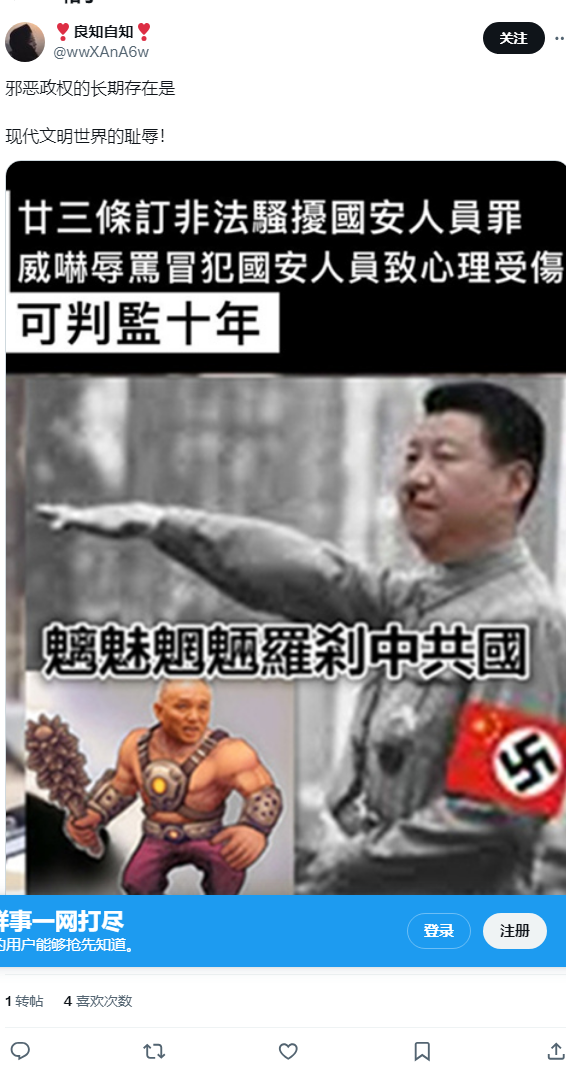 良知自知
@wwXAnA6w
关注
邪恶政权的长期存在是
现代文明世界的耻辱！
廿三條訂非法騷擾國安人員罪
威嚇辱罵冒犯國安人員致心理受傷
可判監十年
魑魅魍魎羅剎中共國
事一网打尽
的用户能够抢先知道。
登录
注册
1 转帖 4 喜欢次数